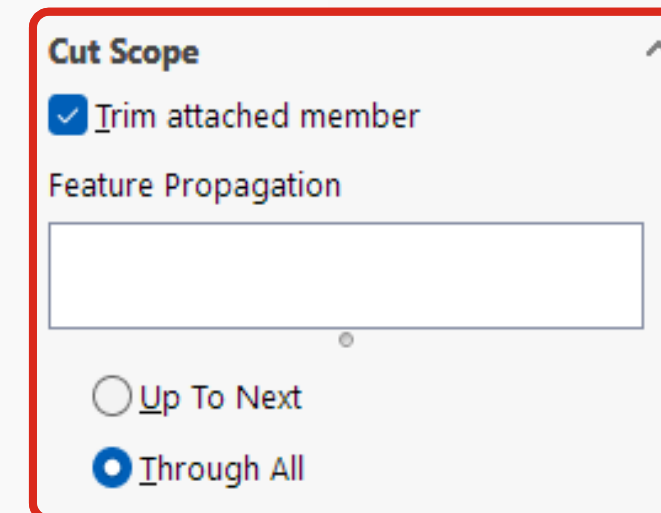 Cut Scope
Trim attached member
Feature Propagation
Up To Next
Through All